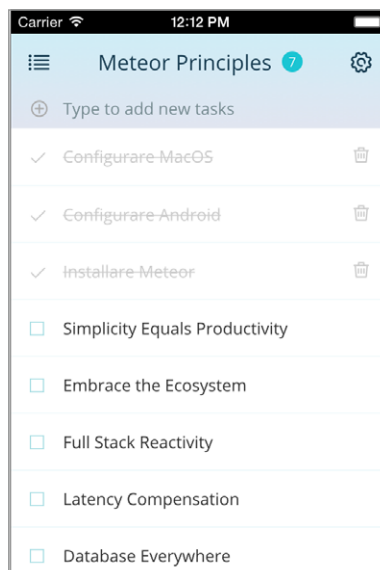 Carrier 12:12 PM
Meteor Principles 7
Type to add new tasks
Configurare MacOS
Configurare Android
Installare Meteor
Simplicity Equals Productivity
Embrace the Ecosystem
Full Stack Reactivity
Latency Compensation
Database Everywhere